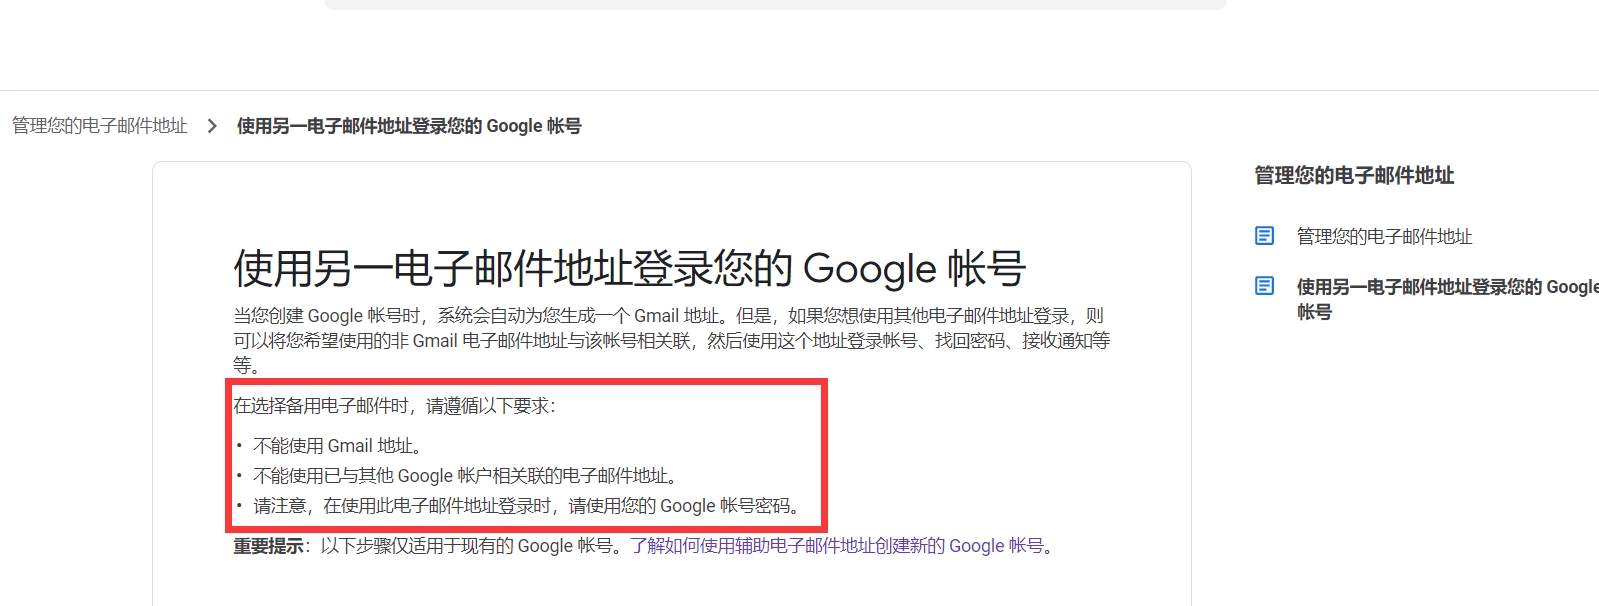 管理您的电子邮件地址 > 使用另一电子邮件地址登录您的 Google 帐号
使用另一电子邮件地址登录您的 Google 帐号
当您创建 Google 帐号时，系统会自动为您生成一个 Gmail 地址。但是，如果您想使用其他电子邮件地址登录，则
可以将您希望使用的非 Gmail 电子邮件地址与该帐号相关联，然后使用这个地址登录帐号、找回密码、接收通知等
等。
在选择备用电子邮件时，请遵循以下要求：
• 不能使用 Gmail 地址。
• 不能使用已与其他 Google 帐户相关联的电子邮件地址。
• 请注意，在使用此电子邮件地址登录时，请使用您的 Google 帐号密码。
重要提示：以下步骤仅适用于现有的 Google 帐号。了解如何使用辅助电子邮件地址创建新的 Google 帐号。
管理您的电子邮件地址
管理您的电子邮件地址
使用另一电子邮件地址登录您的 Google
帐号